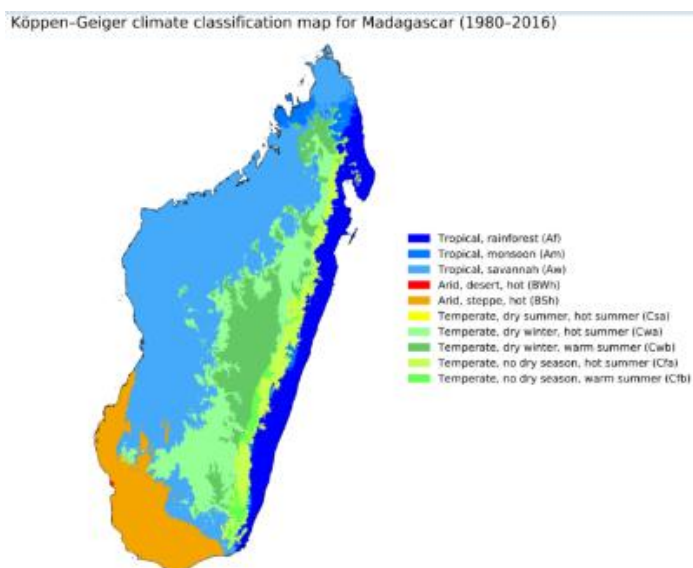 Köppen–Geiger climate classification map for Madagascar (1980–2016)
Tropical, rainforest (Af)
Tropical, monsoon (Am)
Tropical, savannah (Aw)
Arid, desert, hot (BWh)
Arid, steppe, hot (BSh)
Temperate, dry summer, hot summer (Csa)
Temperate, dry winter, hot summer (Cwa)
Temperate, dry winter, warm summer (Cwb)
Temperate, no dry season, hot summer (Cfa)
Temperate, no dry season, warm summer (Cfb)